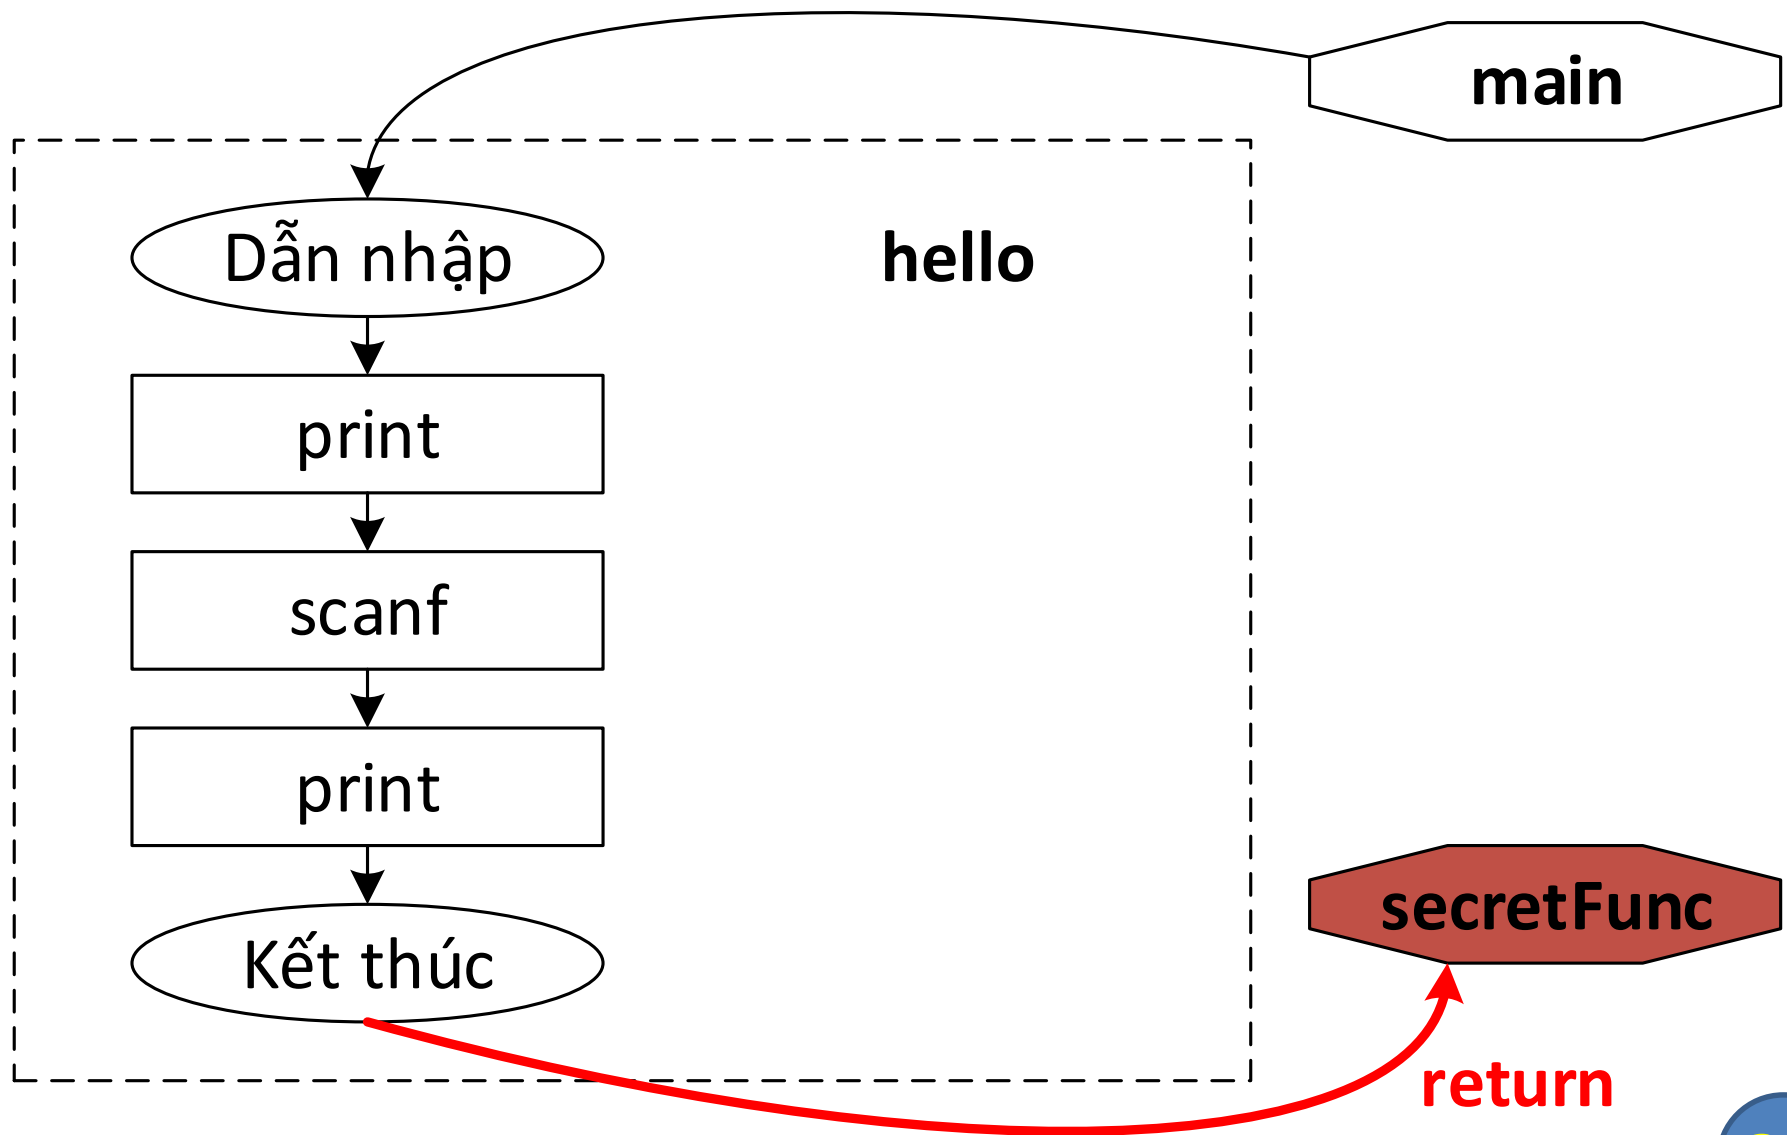 main
Dẫn nhập
hello
print
scanf
print
secretFunc
Kết thúc
return